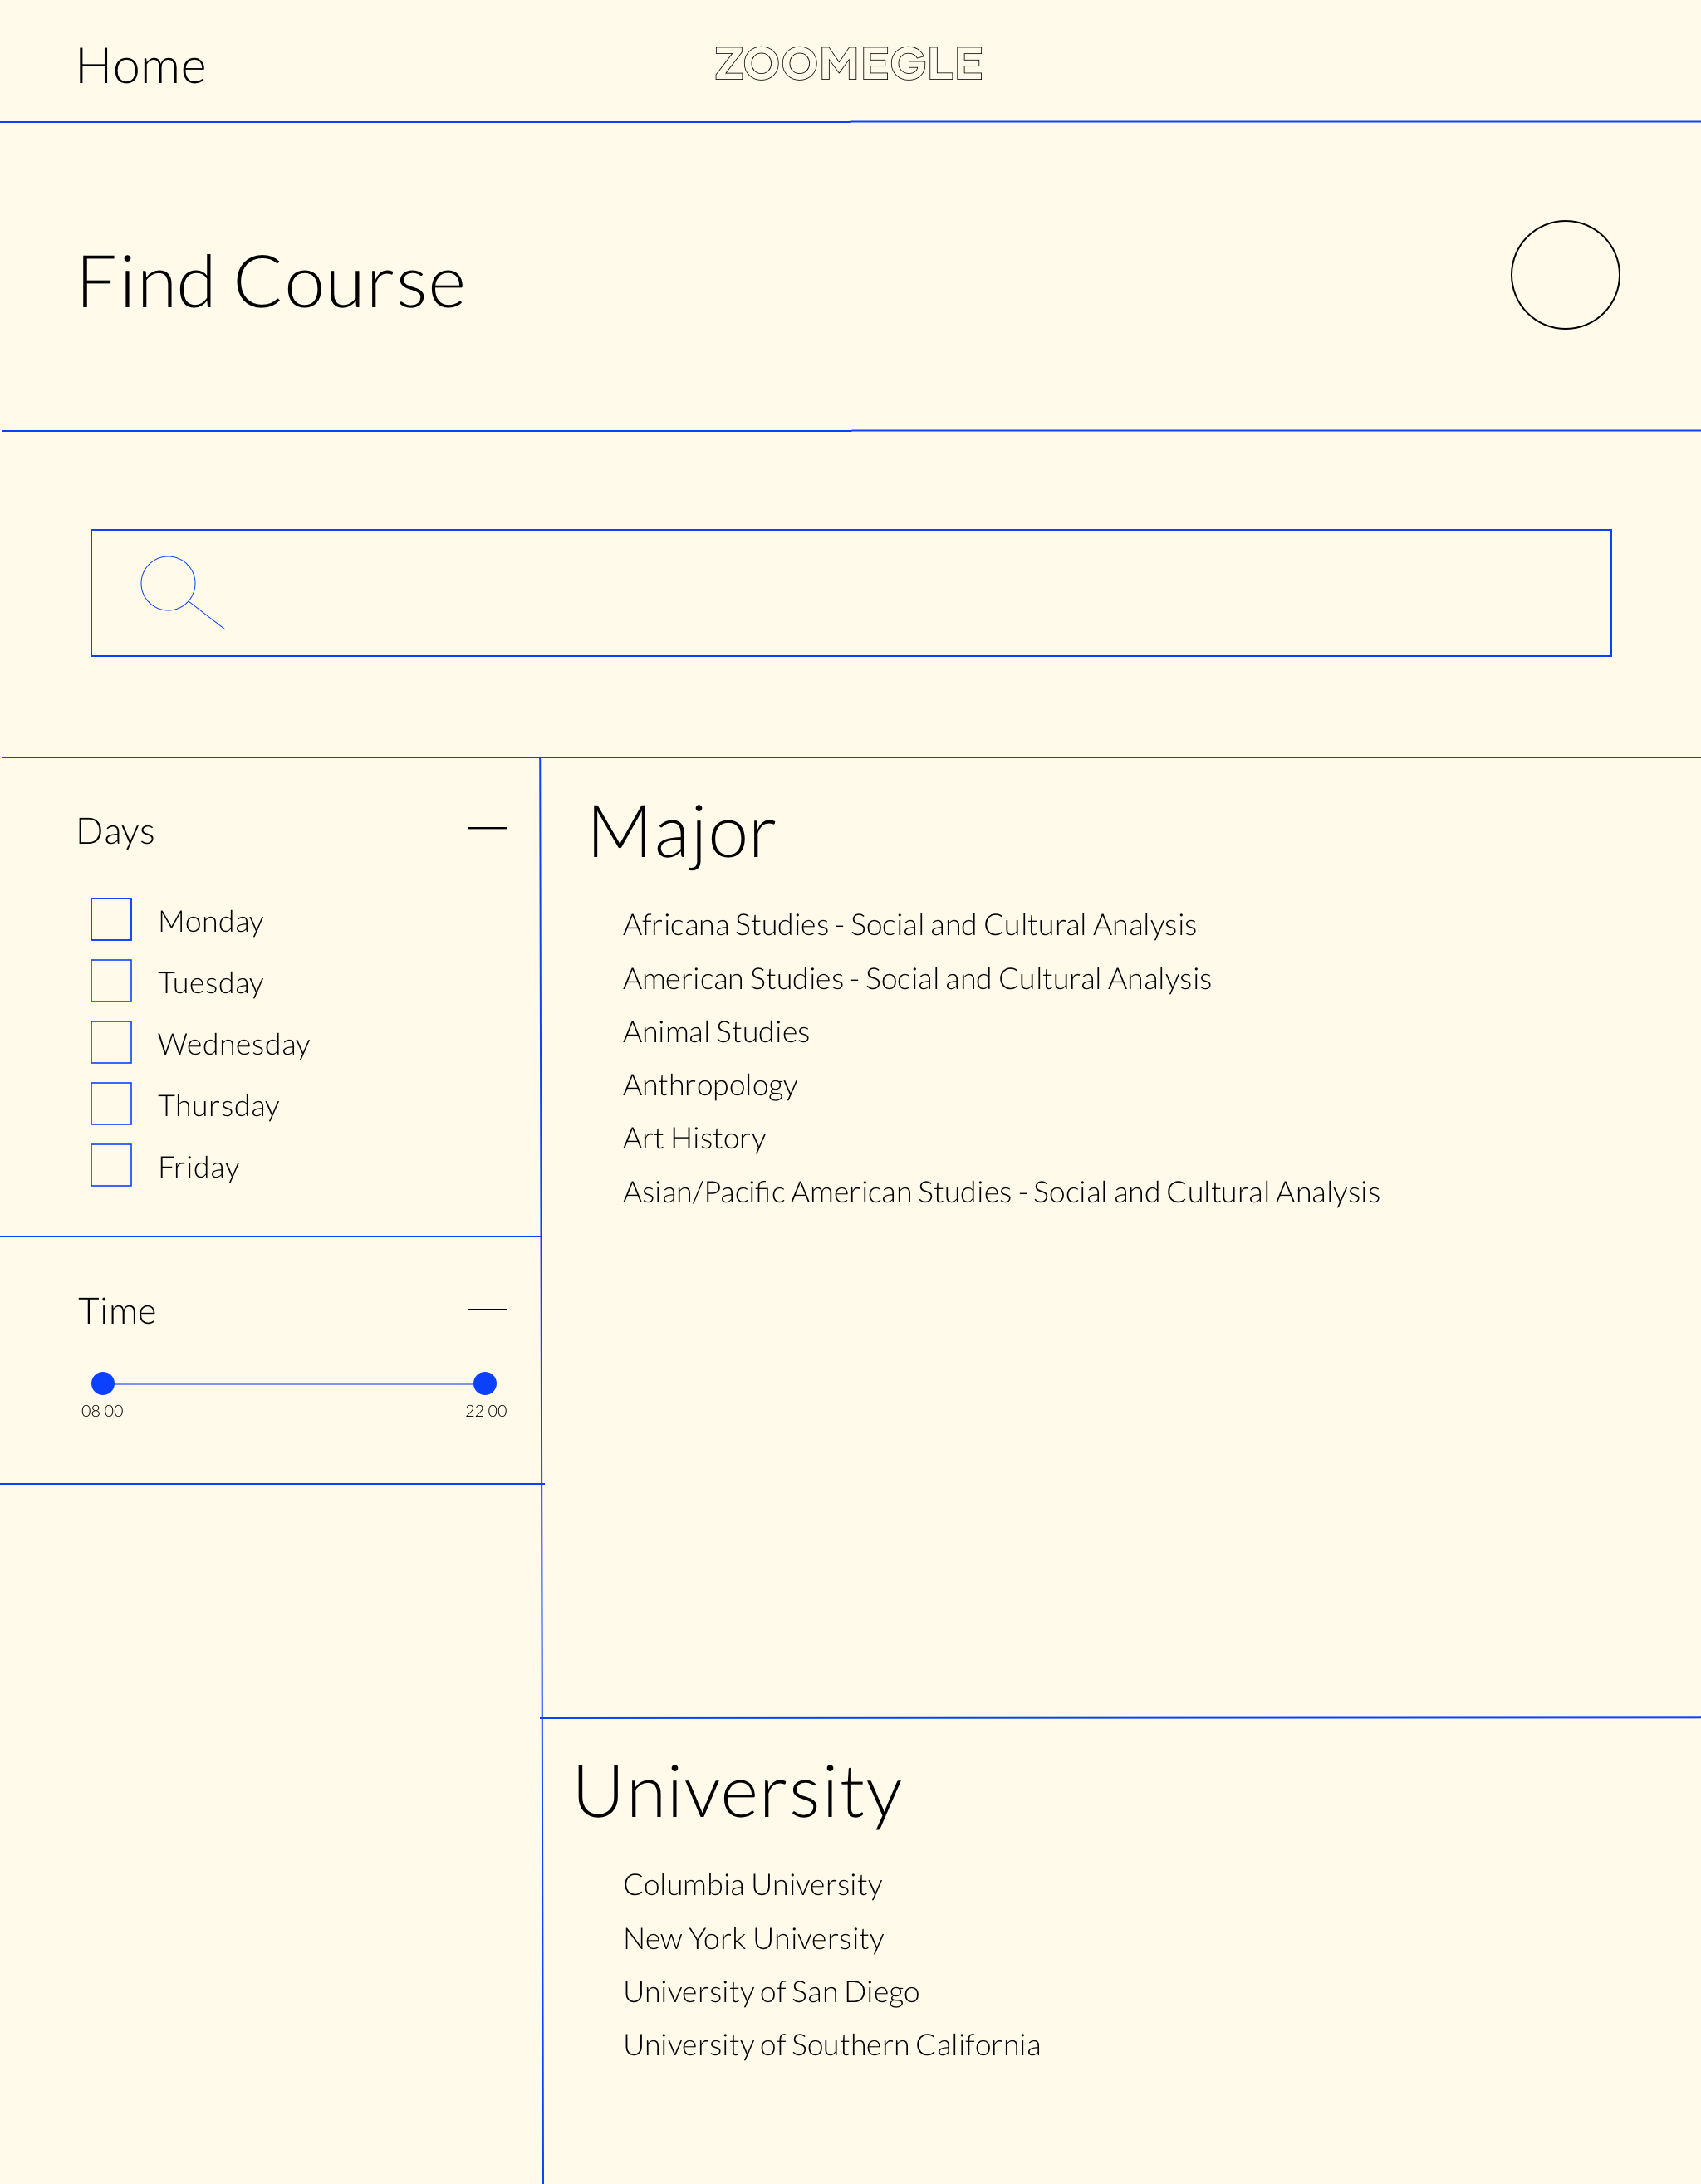 Home
ZOOMEGLE
Find Course
Days
Monday
Tuesday
Wednesday
Thursday
Friday
Time
08 00
22 00
Major
Africana Studies - Social and Cultural Analysis
American Studies - Social and Cultural Analysis
Animal Studies
Anthropology
Art History
Asian/Pacific American Studies - Social and Cultural Analysis
University
Columbia University
New York University
University of San Diego
University of Southern California